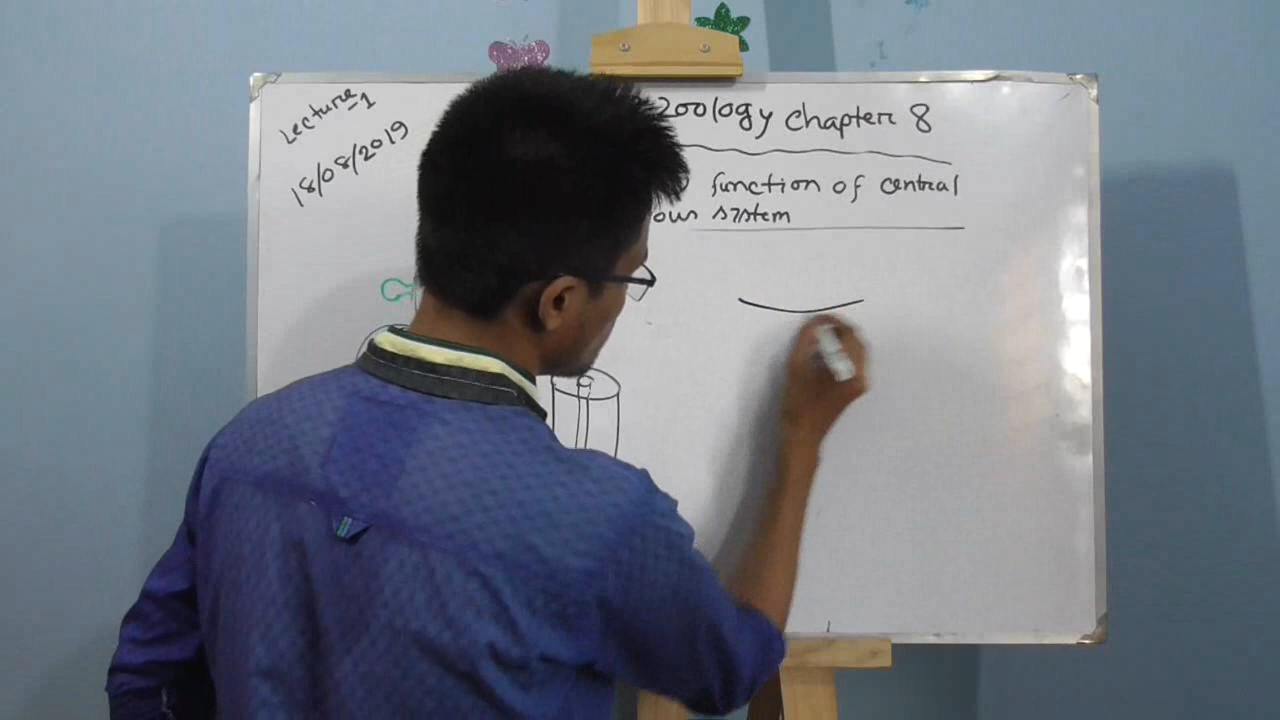 Lecture-1
18/08/2019
Zoology Chapter 8
function of central
ous system